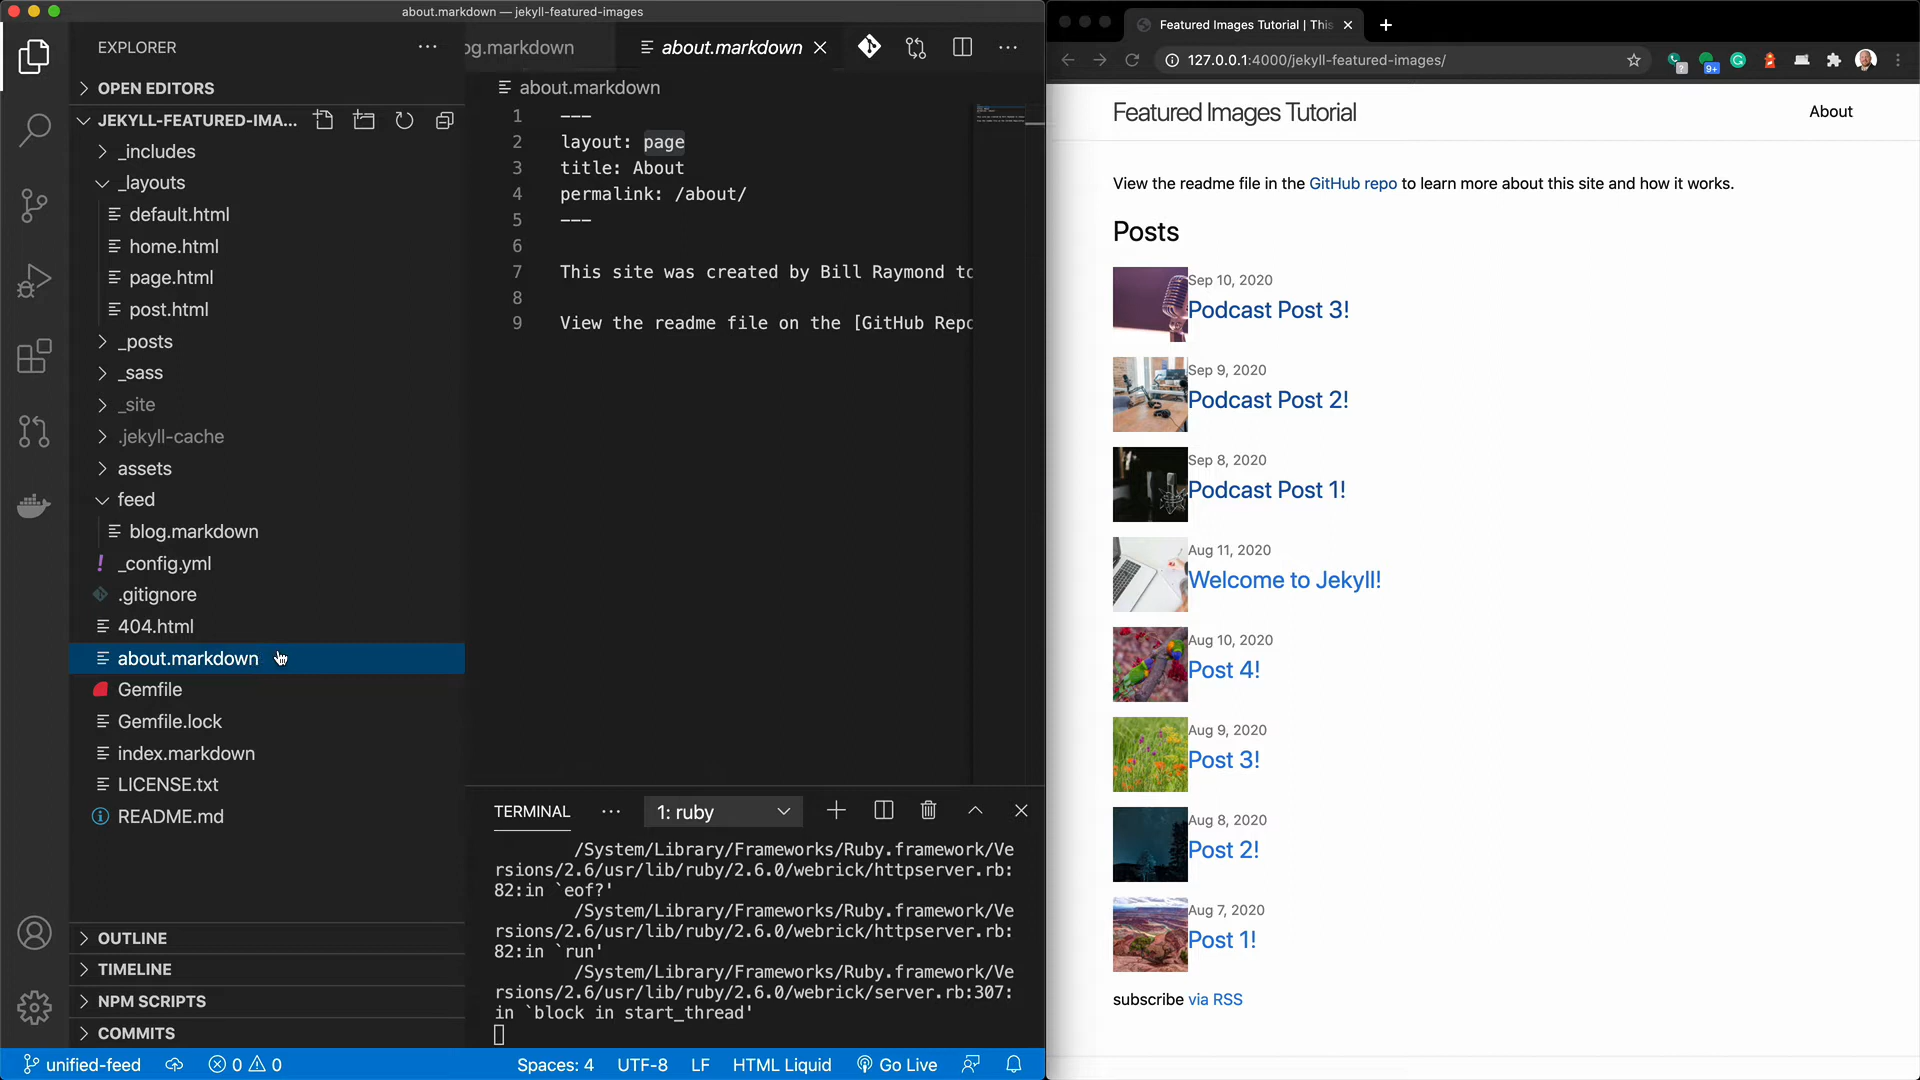 about.markdown — jekyll-featured-images
EXPLORER
OPEN EDITORS
JEKYLL-FEATURED-IMA...
_includes
_layouts
default.html
home.html
page.html
post.html
_posts
_sass
_site
.jekyll-cache
assets
feed
blog.markdown
_config.yml
.gitignore
404.html
about.markdown
Gemfile
Gemfile.lock
index.markdown
LICENSE.txt
README.md
OUTLINE
TIMELINE
NPM SCRIPTS
COMMITS
og.markdown
about.markdown
about.markdown
1 ---
2 layout: page
3 title: About
4 permalink: /about/
5 ---
6
7 This site was created by Bill Raymond to
8
9 View the readme file on the [GitHub Repo
TERMINAL
1: ruby
/System/Library/Frameworks/Ruby.framework/Ve
rsions/2.6/usr/lib/ruby/2.6.0/webrick/httpserver.rb:
82:in `eof?'
/System/Library/Frameworks/Ruby.framework/Ve
rsions/2.6/usr/lib/ruby/2.6.0/webrick/httpserver.rb:
82:in `run'
/System/Library/Frameworks/Ruby.framework/Ve
rsions/2.6/usr/lib/ruby/2.6.0/webrick/server.rb:307:
in `block in start_thread'
unified-feed
0 0
Spaces: 4
UTF-8
LF
HTML Liquid
Go Live
Featured Images Tutorial | This
127.0.0.1:4000/jekyll-featured-images/
?
9+
Featured Images Tutorial
About
View the readme file in the GitHub repo to learn more about this site and how it works.
Posts
Sep 10, 2020
Podcast Post 3!
Sep 9, 2020
Podcast Post 2!
Sep 8, 2020
Podcast Post 1!
Aug 11, 2020
Welcome to Jekyll!
Aug 10, 2020
Post 4!
Aug 9, 2020
Post 3!
Aug 8, 2020
Post 2!
Aug 7, 2020
Post 1!
subscribe via RSS